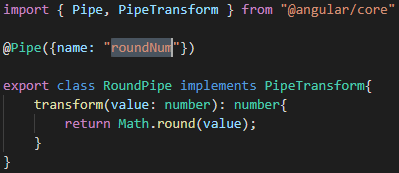 import { Pipe, PipeTransform } from "@angular/core"
@Pipe({name: "roundNum"})
export class RoundPipe implements PipeTransform{
    transform(value: number): number{
        return Math.round(value);
    }
}